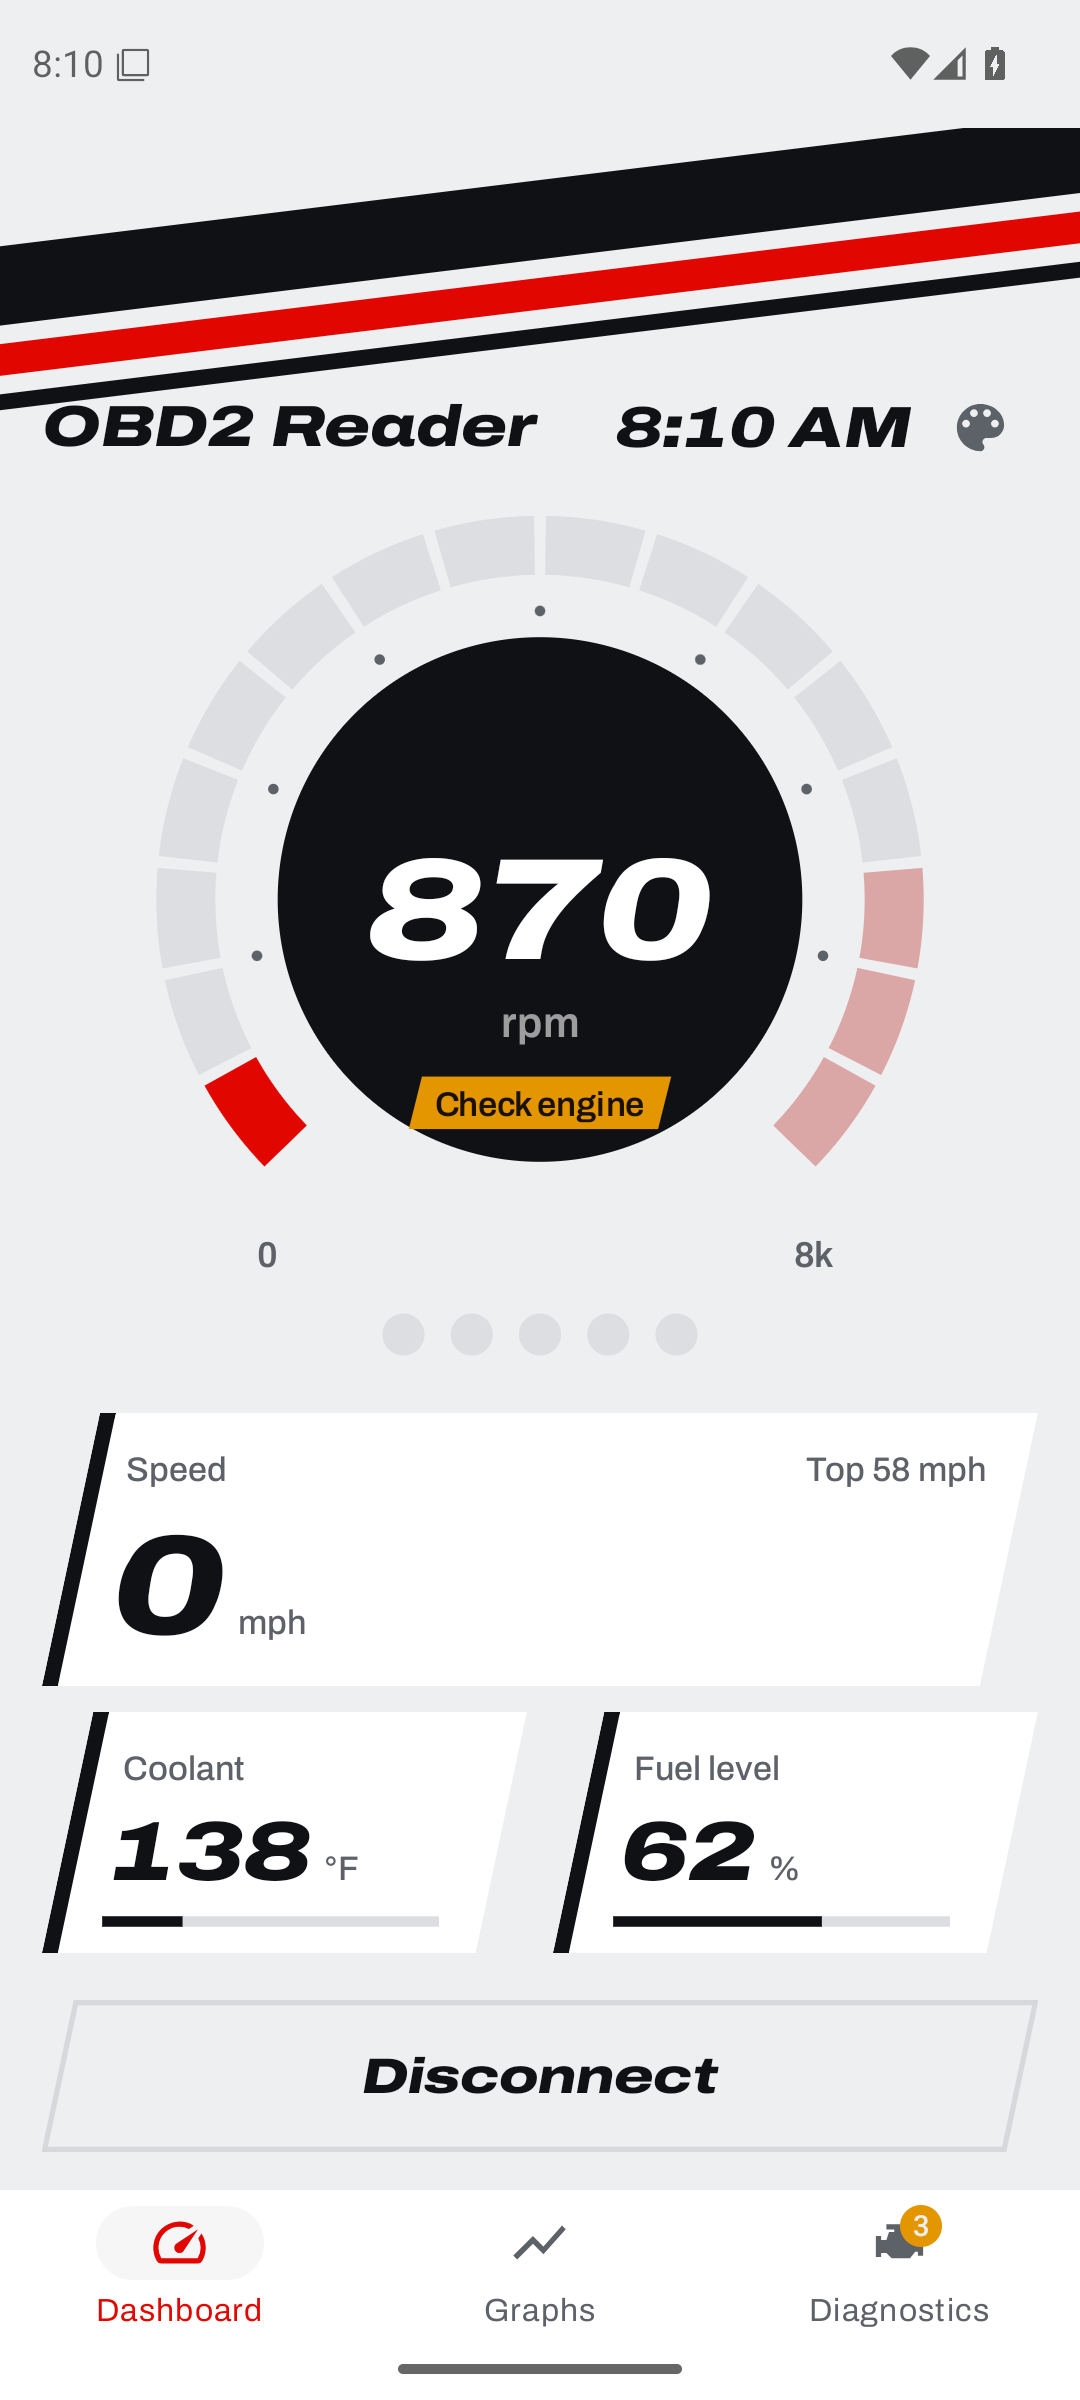 8:10
OBD2 Reader 8:10 AM
870
rpm
Check engine
0 8k
Speed Top 58 mph
0 mph
Coolant Fuel level
138 °F 62 %
Disconnect
3
Dashboard Graphs Diagnostics